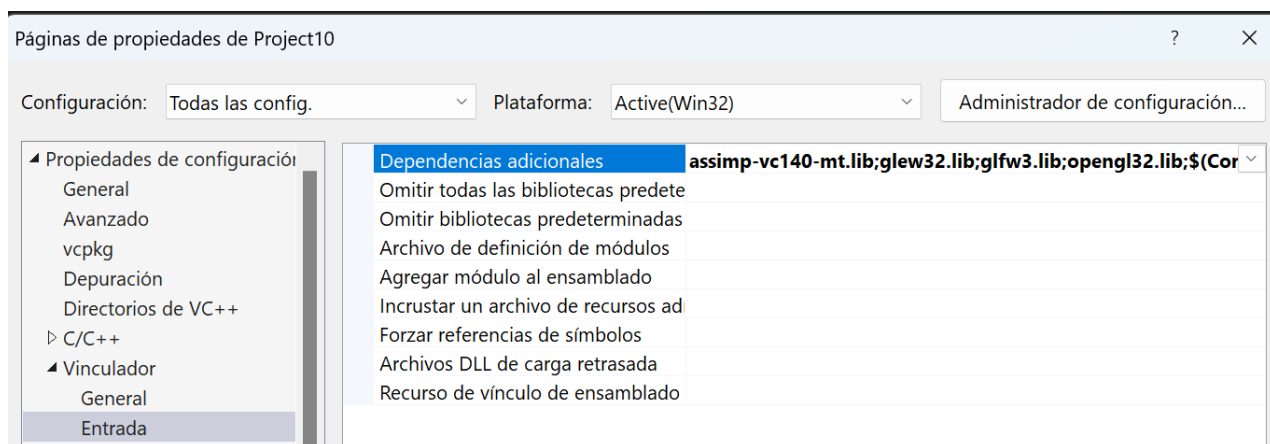 Páginas de propiedades de Project10 ?
Configuración: Todas las config. Plataforma: Active(Win32) Administrador de configuración...
Propiedades de configuración
General
Avanzado
vcpkg
Depuración
Directorios de VC++
C/C++
Vinculador
General
Entrada
Dependencias adicionales assimp-vc140-mt.lib;glew32.lib;glfw3.lib;opengl32.lib;$(Cor
Omitir todas las bibliotecas predete
Omitir bibliotecas predeterminadas
Archivo de definición de módulos
Agregar módulo al ensamblado
Incrustar un archivo de recursos ad
Forzar referencias de símbolos
Archivos DLL de carga retrasada
Recurso de vínculo de ensamblado